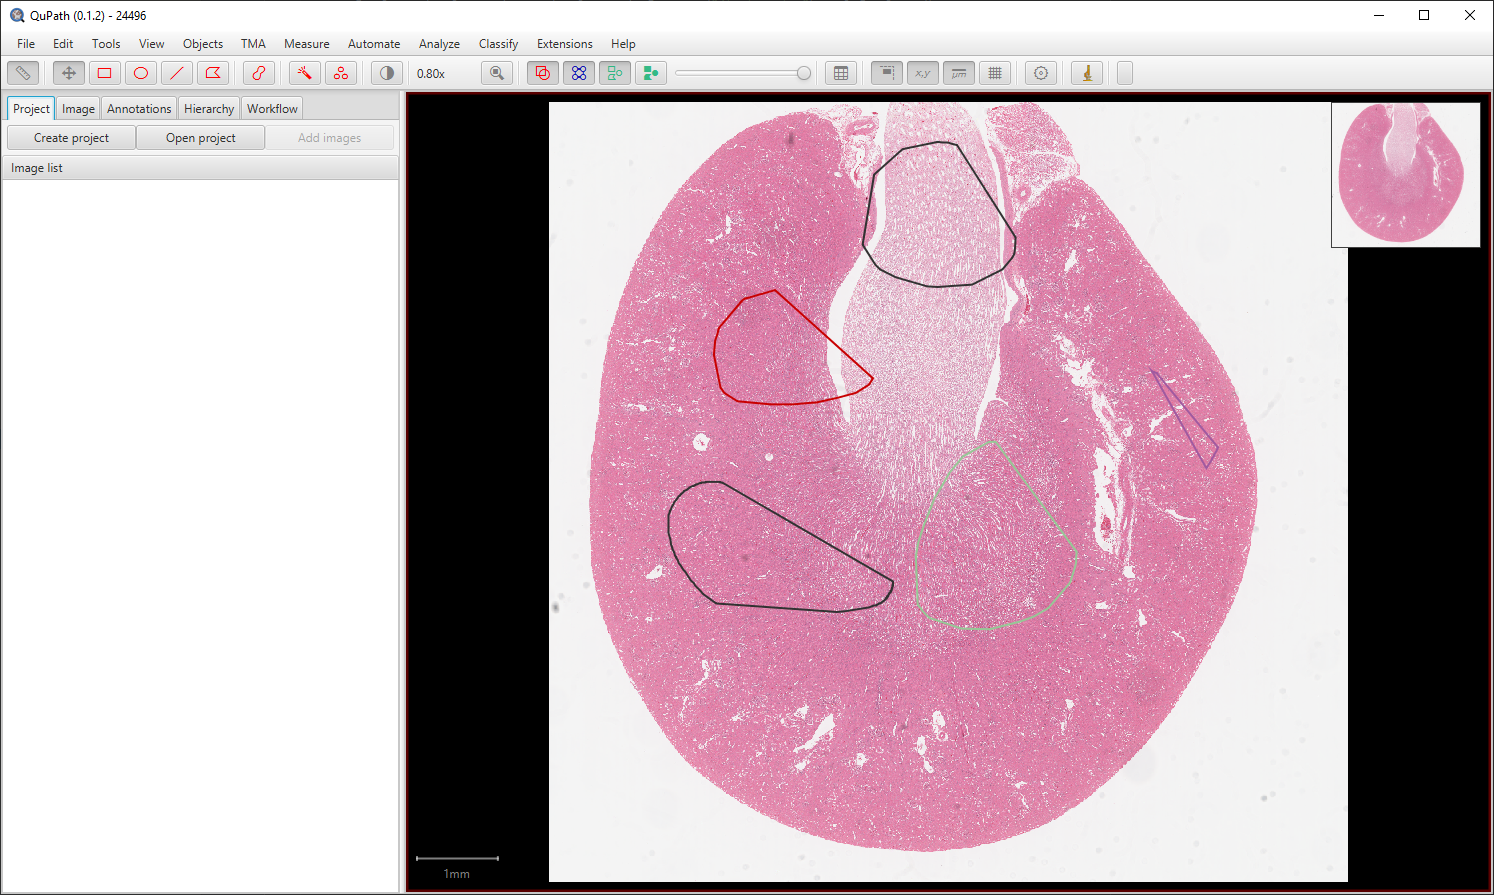 QuPath (0.1.2) - 24496
File Edit Tools View Objects TMA Measure Automate Analyze Classify Extensions Help
0.80x x,y µm
Project Image Annotations Hierarchy Workflow
Create project Open project Add images
Image list
1mm